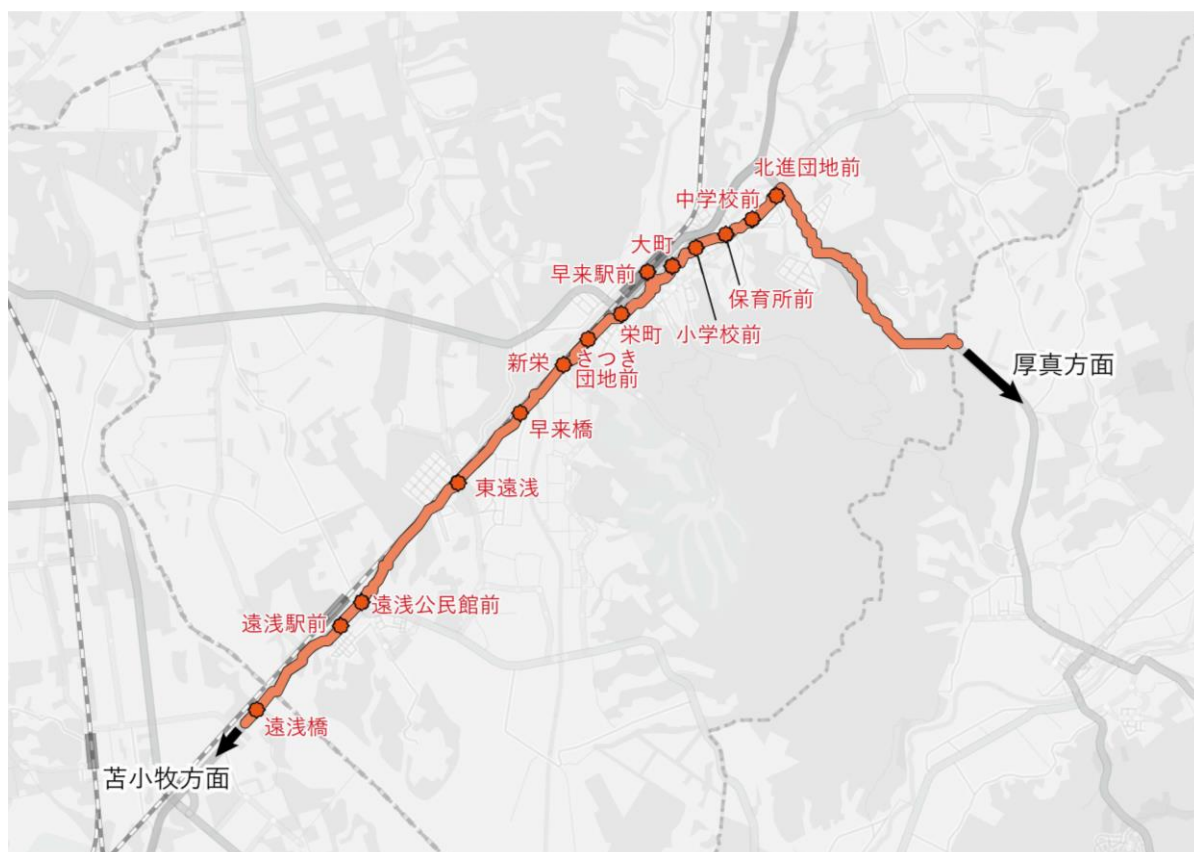 北進団地前
中学校前
大町
早来駅前
保育所前
栄町
小学校前
新栄
さつき
団地前
厚真方面
早来橋
東遠浅
遠浅公民館前
遠浅駅前
遠浅橋
苫小牧方面